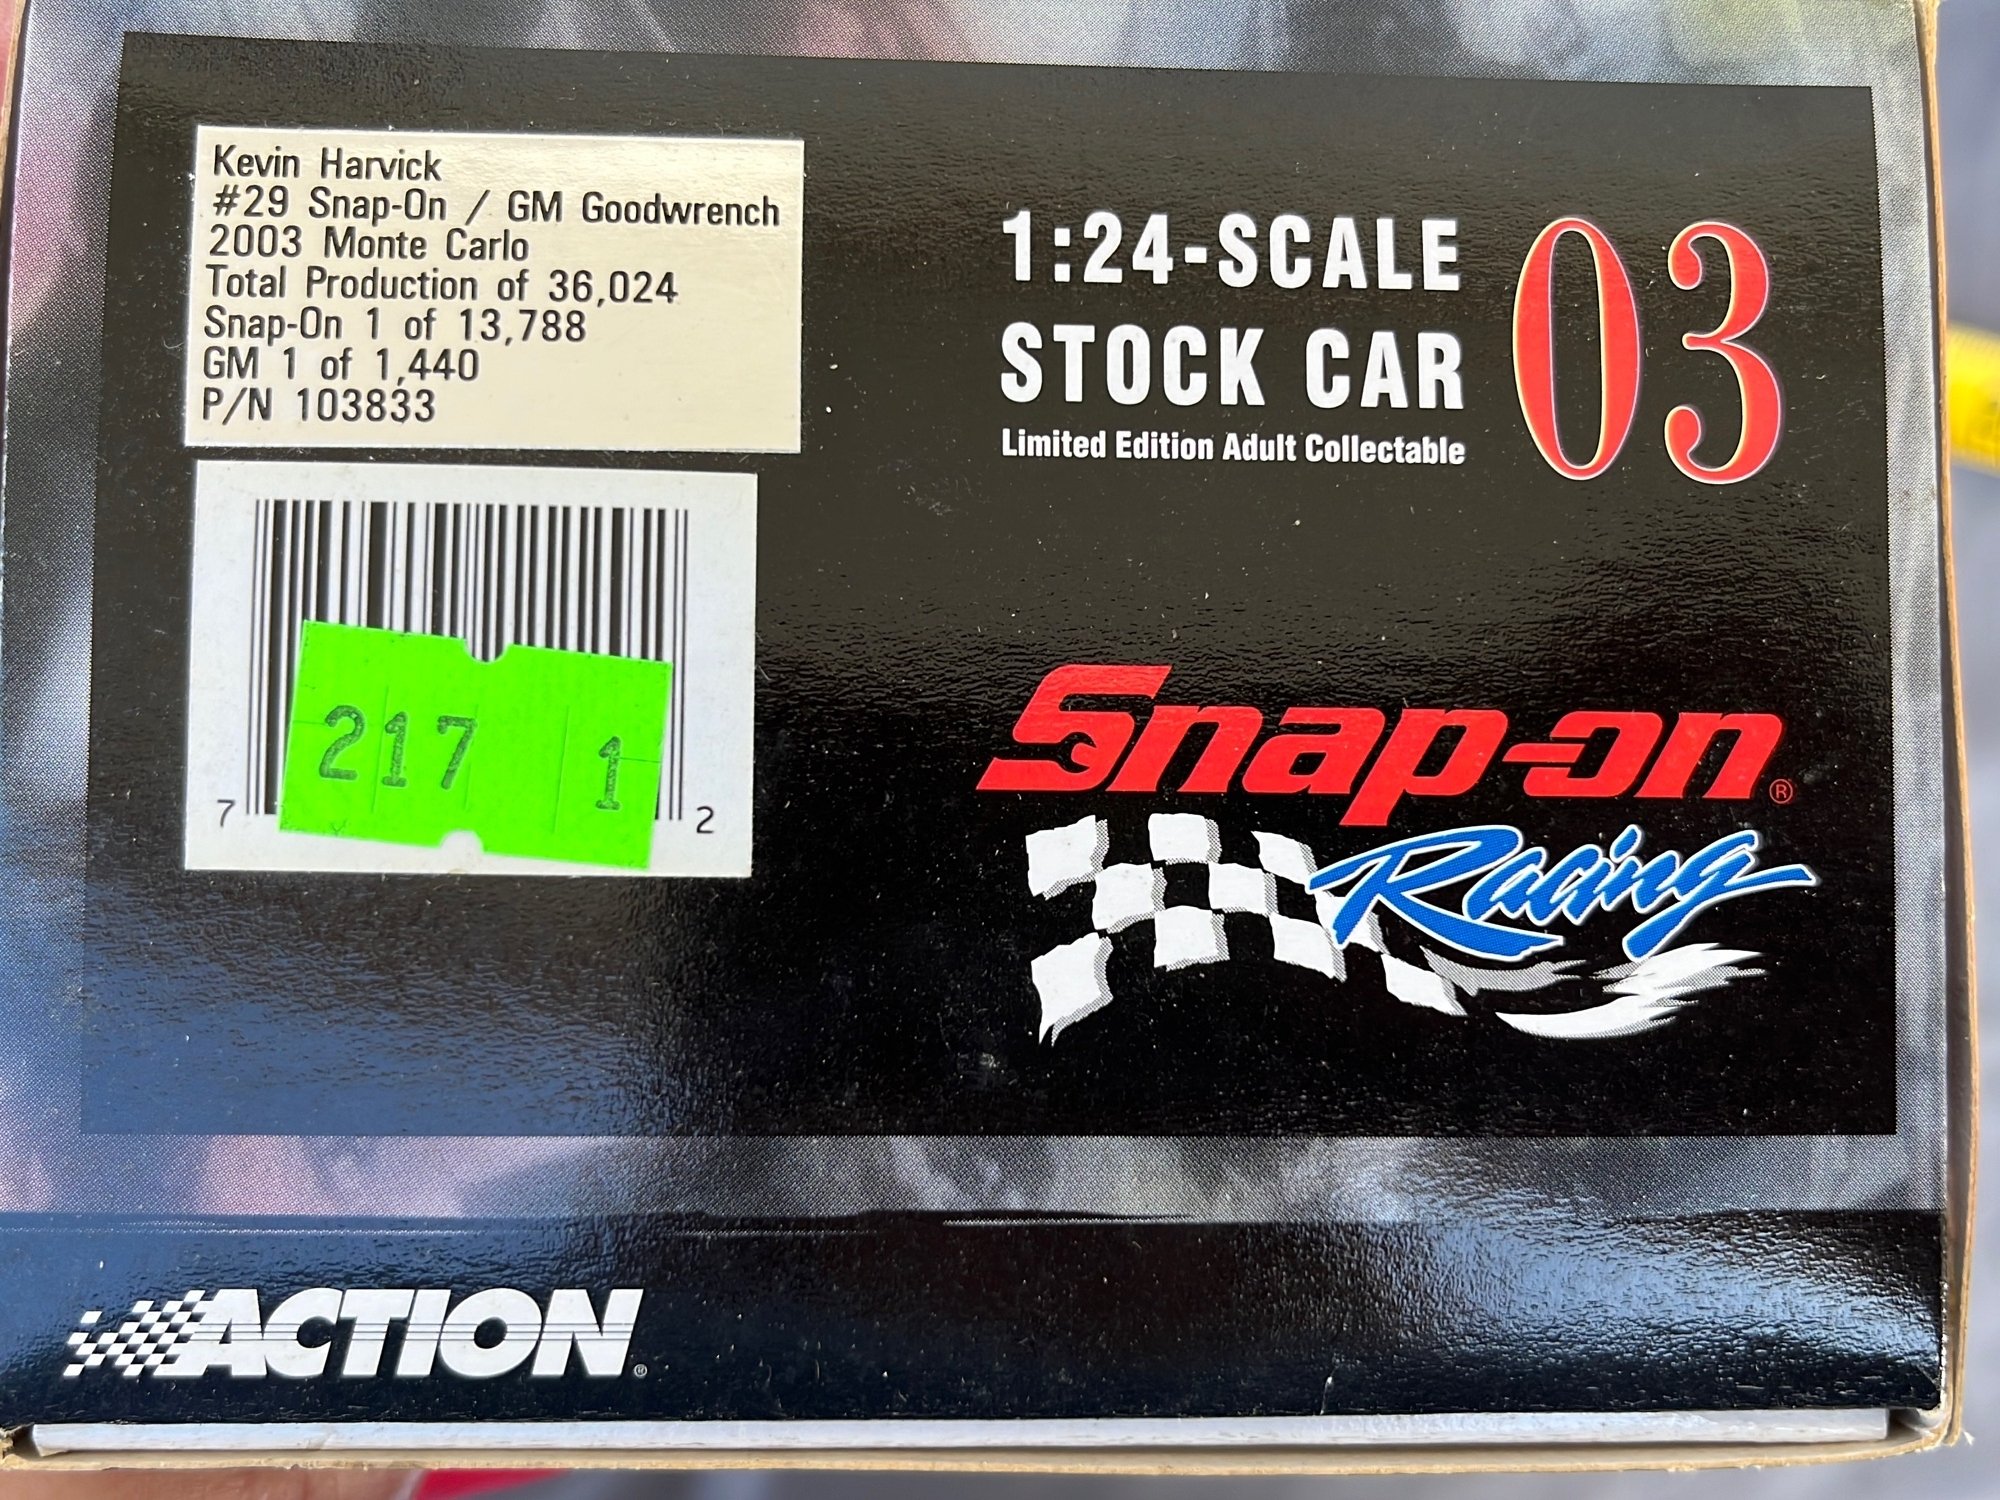 Kevin Harvick
#29 Snap-On / GM Goodwrench
2003 Monte Carlo
Total Production of 36,024
Snap-On 1 of 13,788
GM 1 of 1,440
P/N 103833
1:24-SCALE
STOCK CAR
Limited Edition Adult Collectable
03
217 1
7 2
Snap-on®
Racing
ACTION®